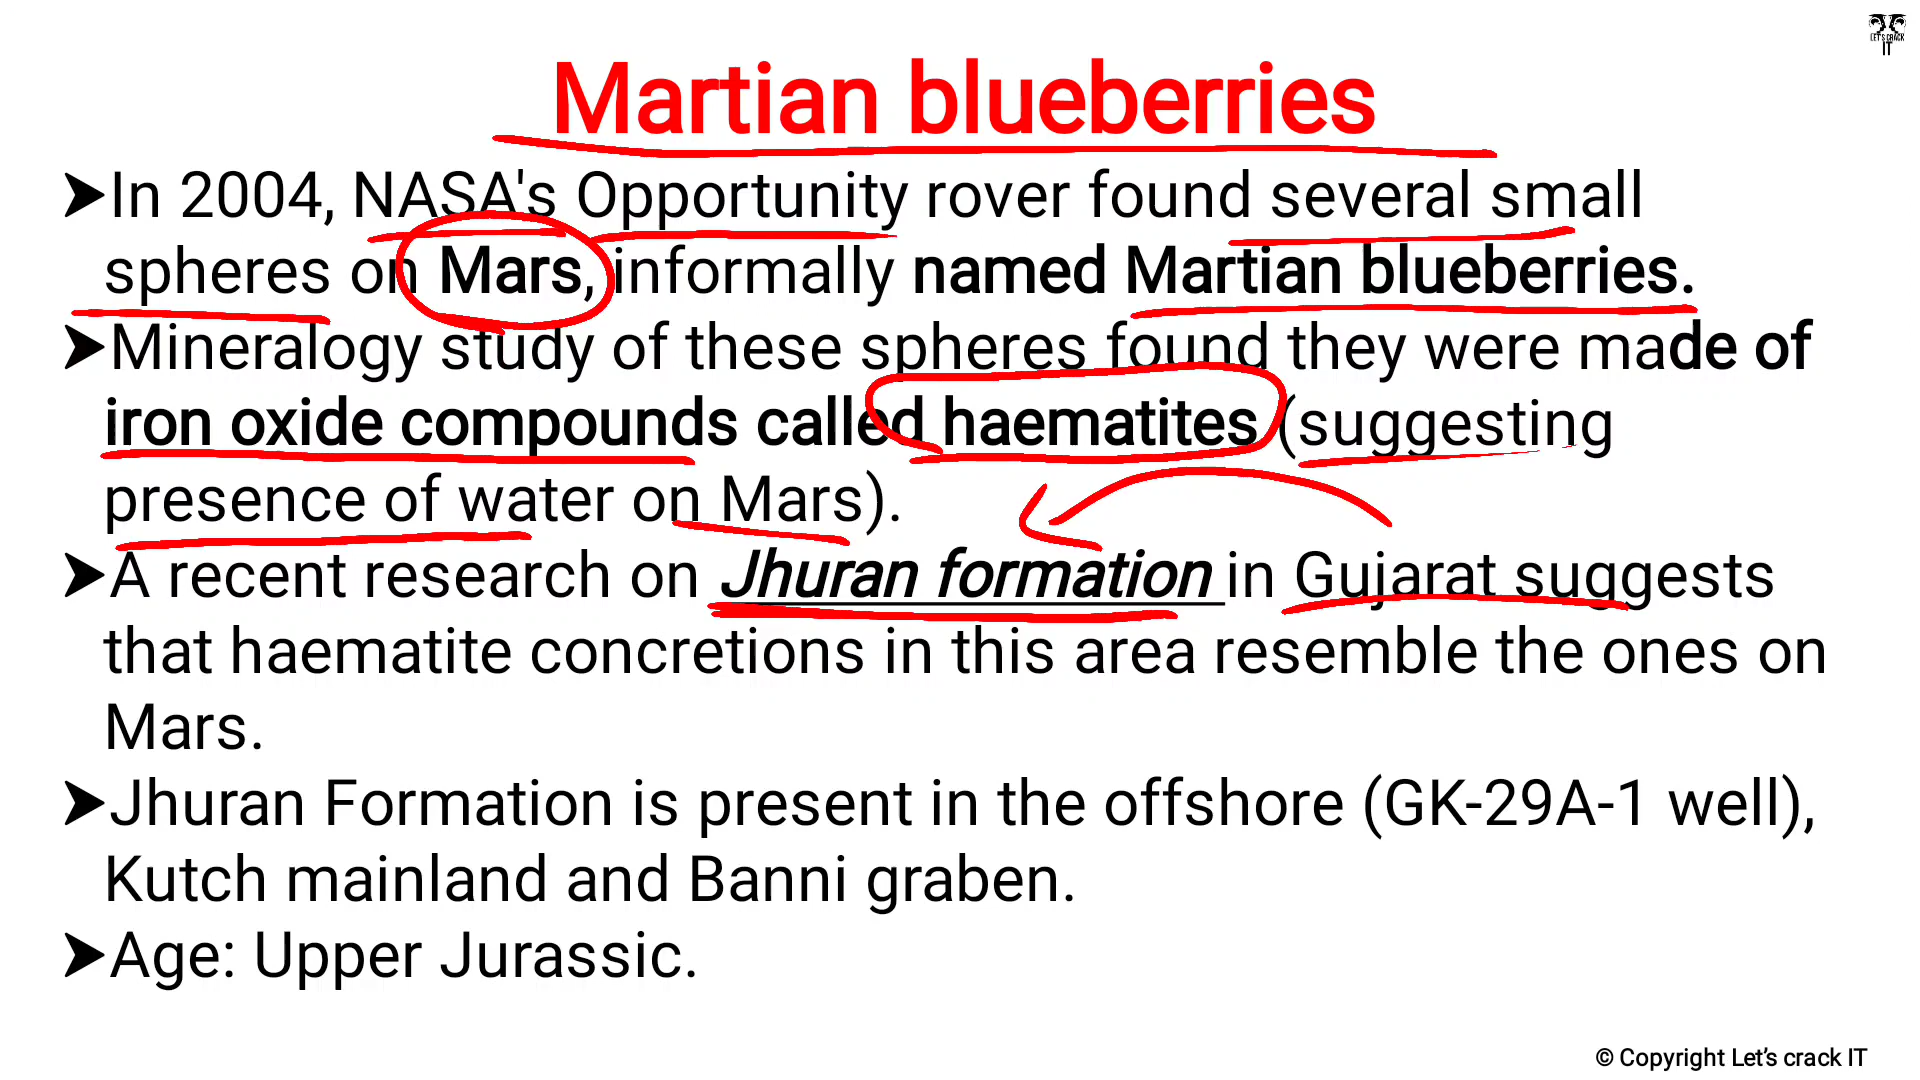 LET'S CRACK
IT
Martian blueberries
➤In 2004, NASA's Opportunity rover found several small
spheres on Mars, informally named Martian blueberries.
➤Mineralogy study of these spheres found they were made of
iron oxide compounds called haematites (suggesting
presence of water on Mars).
➤A recent research on Jhuran formation in Gujarat suggests
that haematite concretions in this area resemble the ones on
Mars.
➤Jhuran Formation is present in the offshore (GK-29A-1 well),
Kutch mainland and Banni graben.
➤Age: Upper Jurassic.
© Copyright Let's crack IT